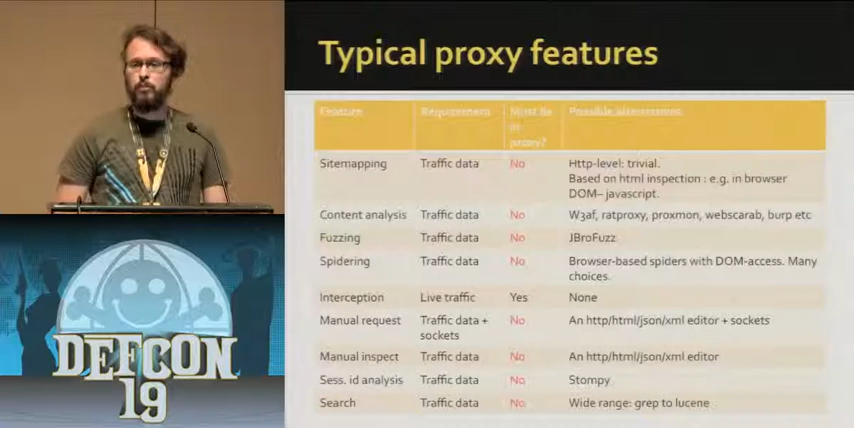 Typical proxy features
Feature Requirement Must be
in
proxy? Possible alternatives
Sitemapping Traffic data No Http-level: trivial.
Based on html inspection : e.g. in browser
DOM– javascript.
Content analysis Traffic data No W3af, ratproxy, proxmon, webscarab, burp etc
Fuzzing Traffic data No JBroFuzz
Spidering Traffic data No Browser-based spiders with DOM-access. Many
choices.
Interception Live traffic Yes None
Manual request Traffic data + No An http/html/json/xml editor + sockets
sockets
Manual inspect Traffic data No An http/html/json/xml editor
Sess. id analysis Traffic data No Stompy
Search Traffic data No Wide range: grep to lucene
DEFCON
19